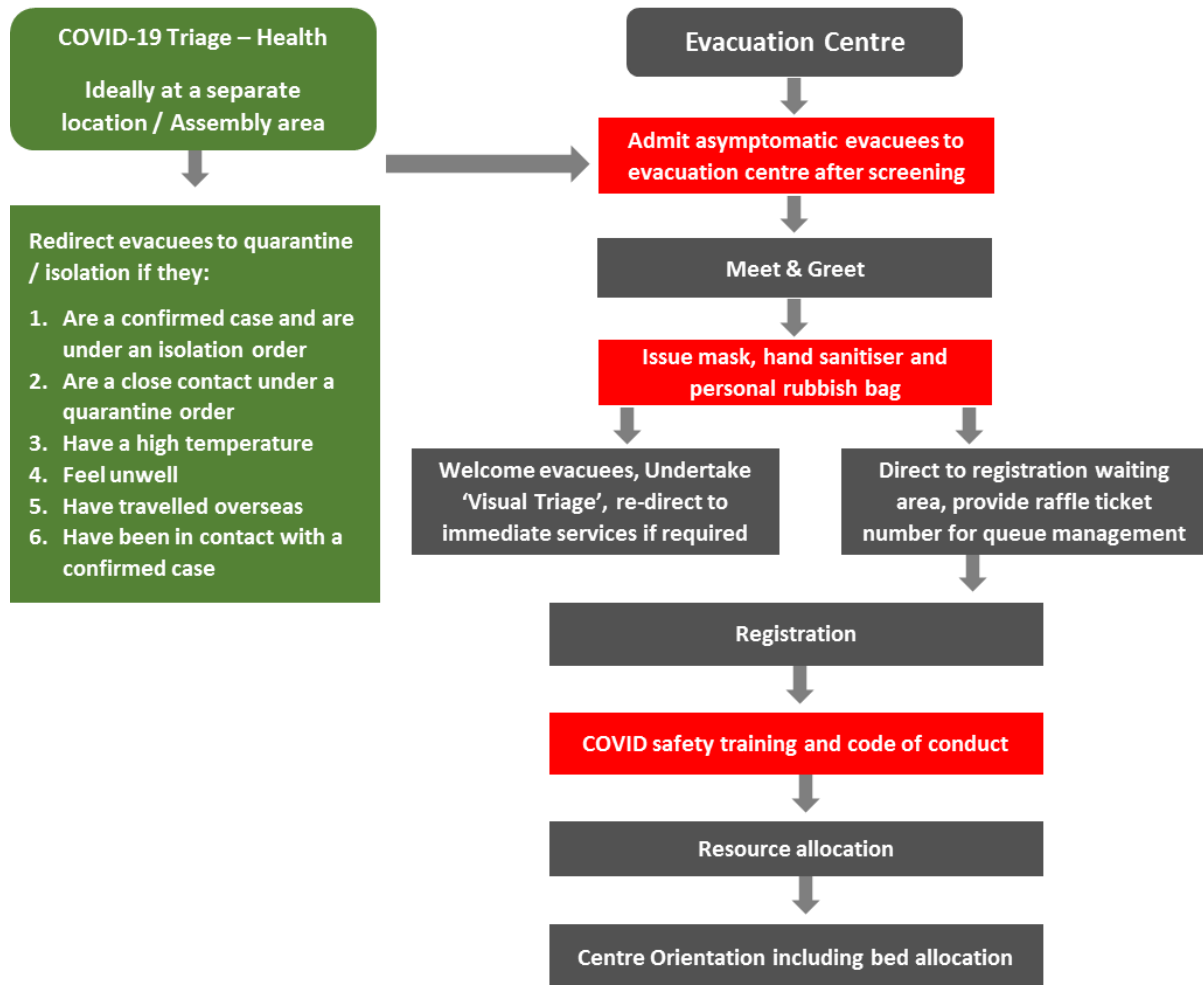 COVID-19 Triage – Health
Ideally at a separate
location / Assembly area
Redirect evacuees to quarantine
/ isolation if they:
1. Are a confirmed case and are
under an isolation order
2. Are a close contact under a
quarantine order
3. Have a high temperature
4. Feel unwell
5. Have travelled overseas
6. Have been in contact with a
confirmed case
Evacuation Centre
Admit asymptomatic evacuees to
evacuation centre after screening
Meet & Greet
Issue mask, hand sanitiser and
personal rubbish bag
Welcome evacuees, Undertake
‘Visual Triage’, re-direct to
immediate services if required
Direct to registration waiting
area, provide raffle ticket
number for queue management
Registration
COVID safety training and code of conduct
Resource allocation
Centre Orientation including bed allocation